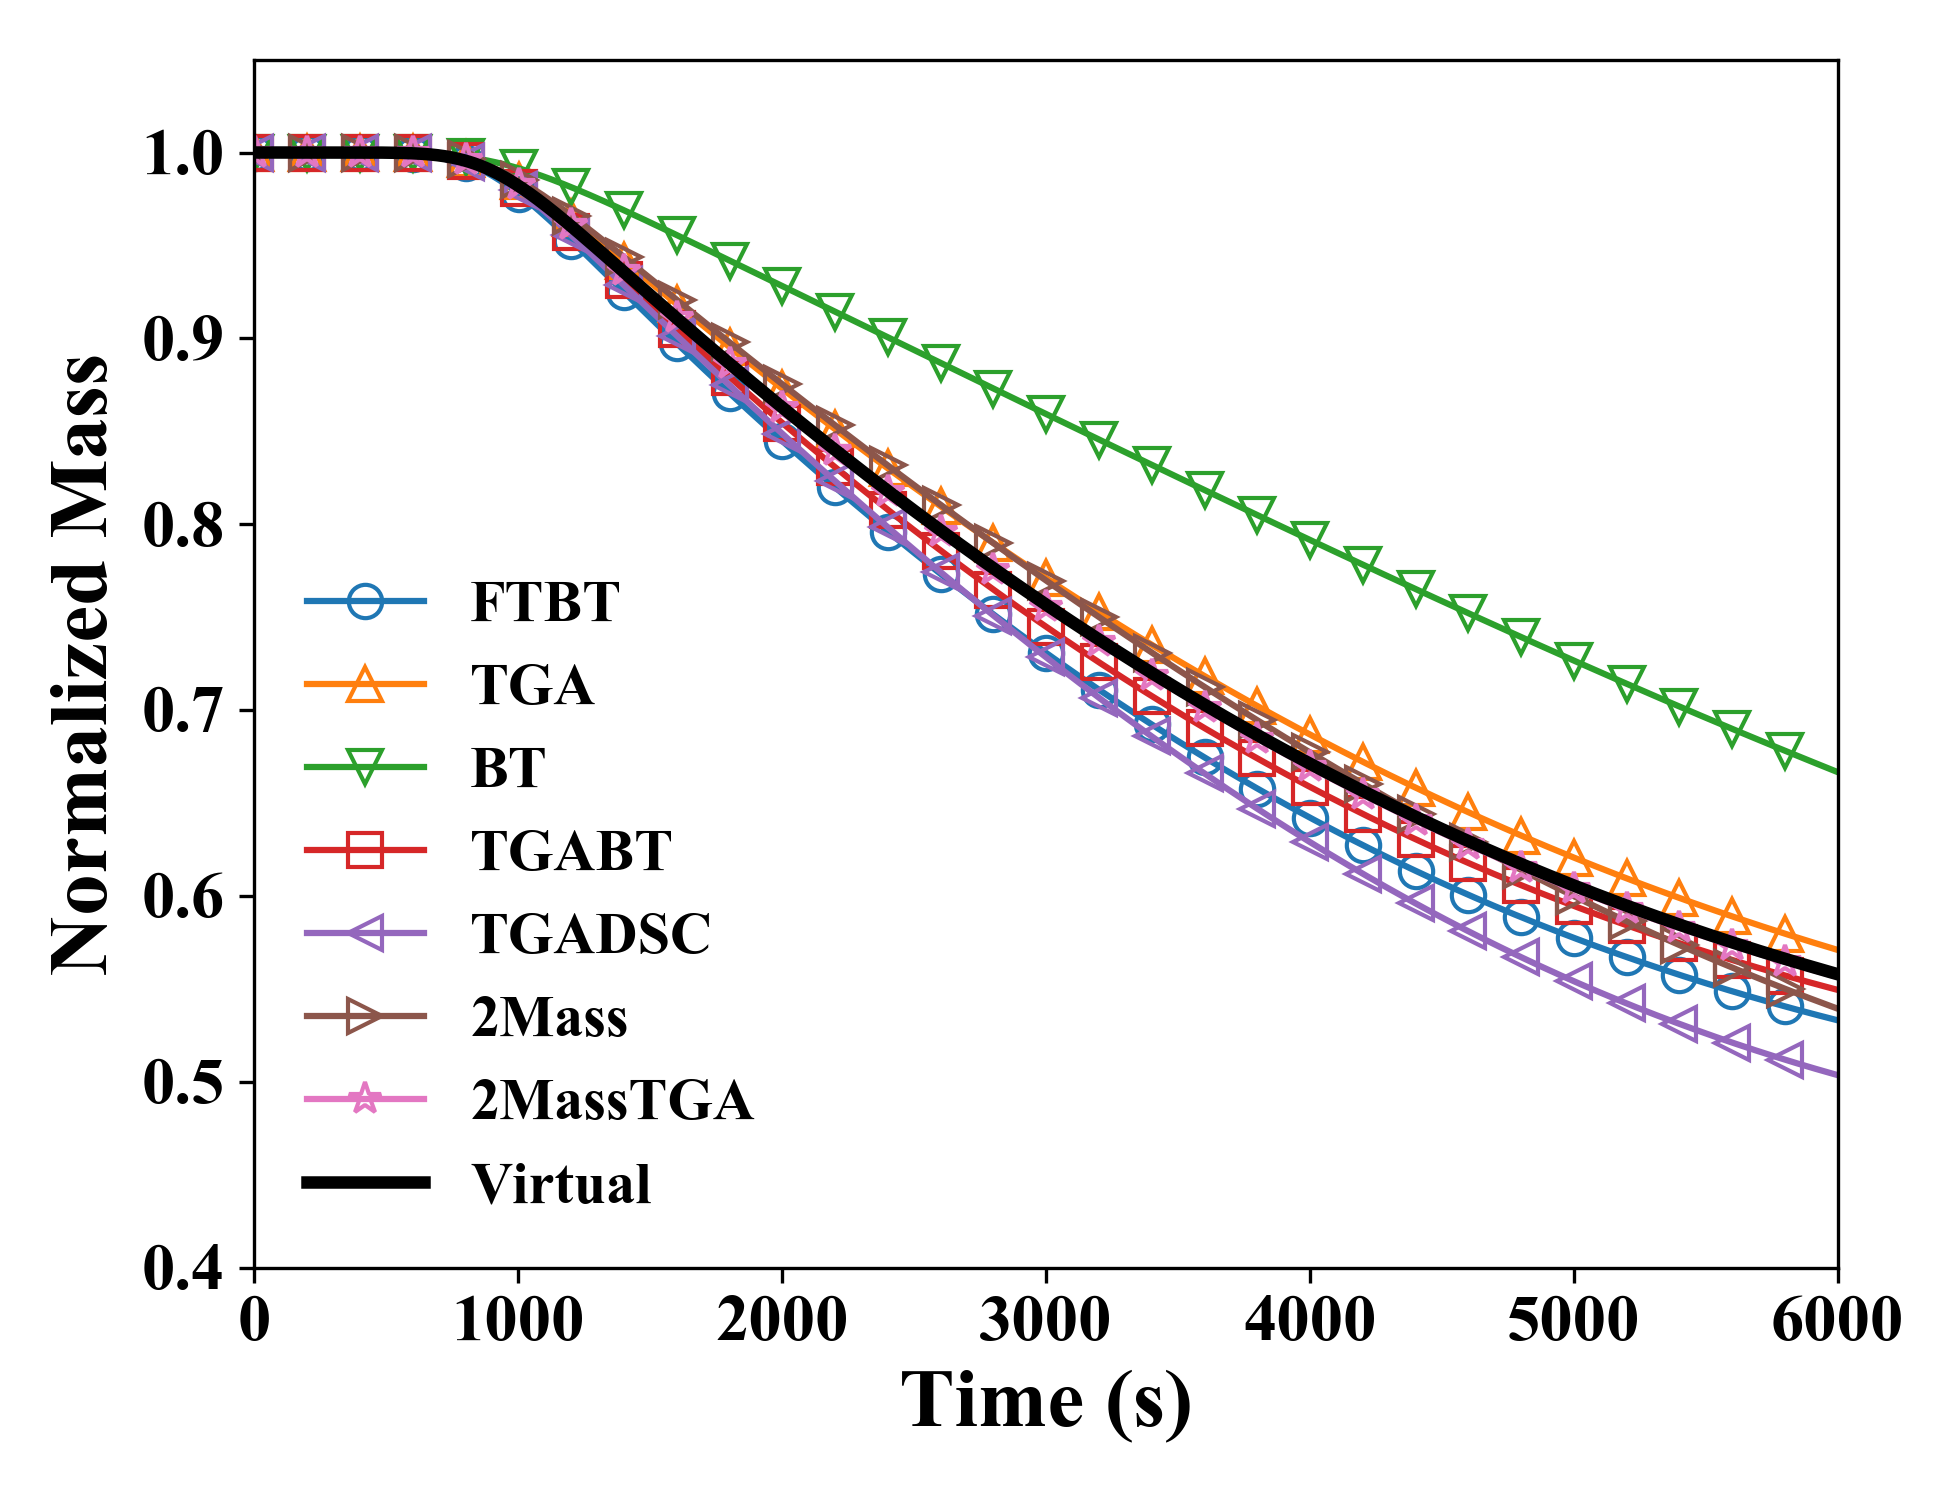 1.0
0.9
0.8
0.7
0.6
0.5
0.4
Normalized Mass
FTBT
TGA
BT
TGABT
TGADSC
2Mass
2MassTGA
Virtual
0 1000 2000 3000 4000 5000 6000
Time (s)